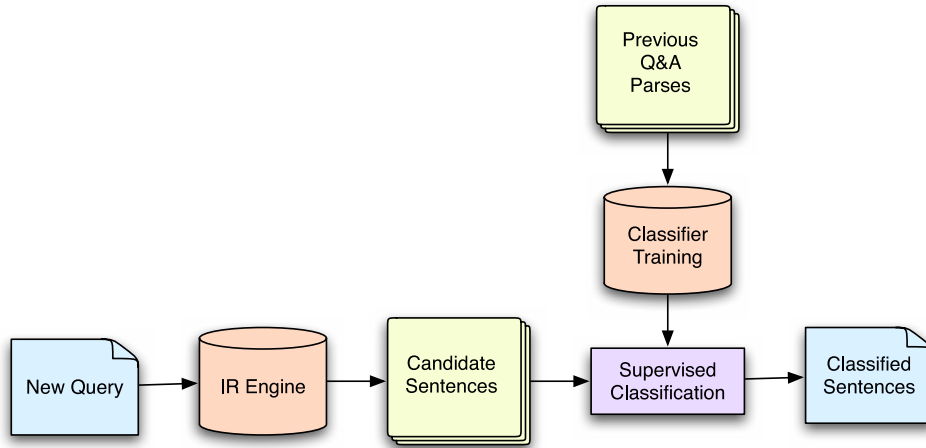 Previous
Q&A
Parses
Classifier
Training
New Query
IR Engine
Candidate
Sentences
Supervised
Classification
Classified
Sentences